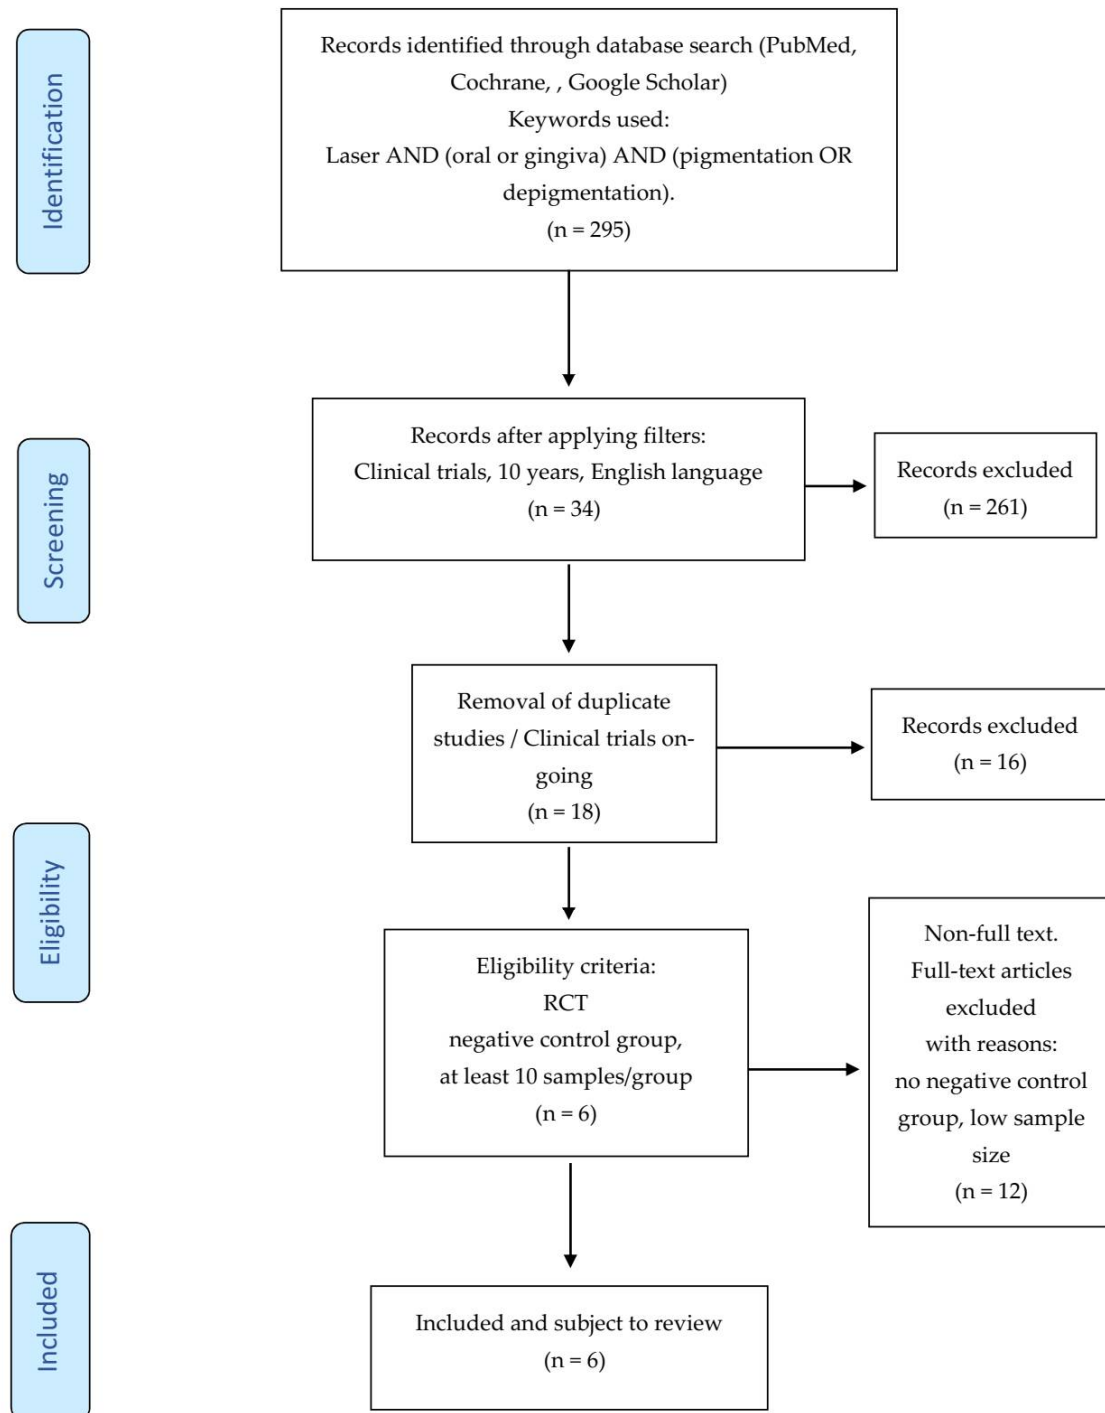 Identification
Records identified through database search (PubMed,
Cochrane, , Google Scholar)
Keywords used:
Laser AND (oral or gingiva) AND (pigmentation OR
depigmentation).
(n = 295)
Screening
Records after applying filters:
Clinical trials, 10 years, English language
(n = 34)
Records excluded
(n = 261)
Removal of duplicate
studies / Clinical trials on-
going
(n = 18)
Records excluded
(n = 16)
Eligibility
Eligibility criteria:
RCT
negative control group,
at least 10 samples/group
(n = 6)
Non-full text.
Full-text articles
excluded
with reasons:
no negative control
group, low sample
size
(n = 12)
Included
Included and subject to review
(n = 6)